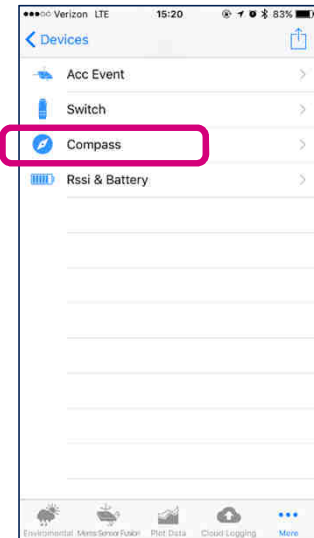 Verizon LTE 15:20 83%
Devices
Acc Event
Switch
Compass
Rssi & Battery
Enviromental Mems Sensor Fusion Plot Data Cloud Logging More